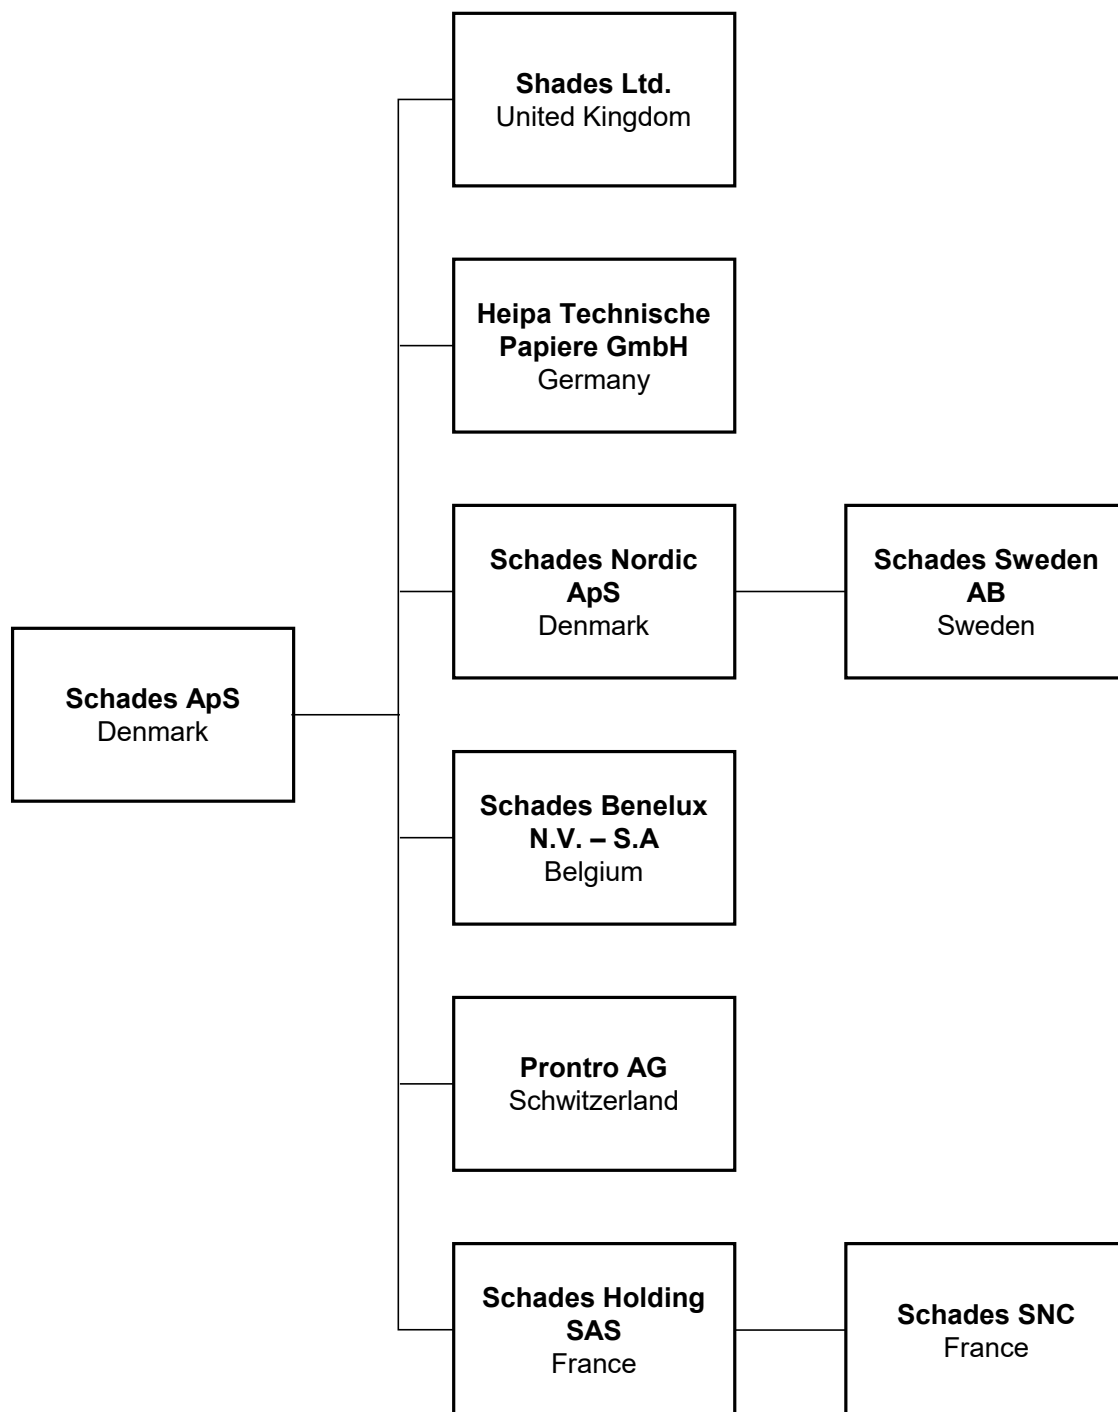 Shades Ltd.
United Kingdom
Heipa Technische
Papiere GmbH
Germany
Schades Nordic
ApS
Denmark
Schades Sweden
AB
Sweden
Schades ApS
Denmark
Schades Benelux
N.V. – S.A
Belgium
Prontro AG
Schwitzerland
Schades Holding
SAS
France
Schades SNC
France